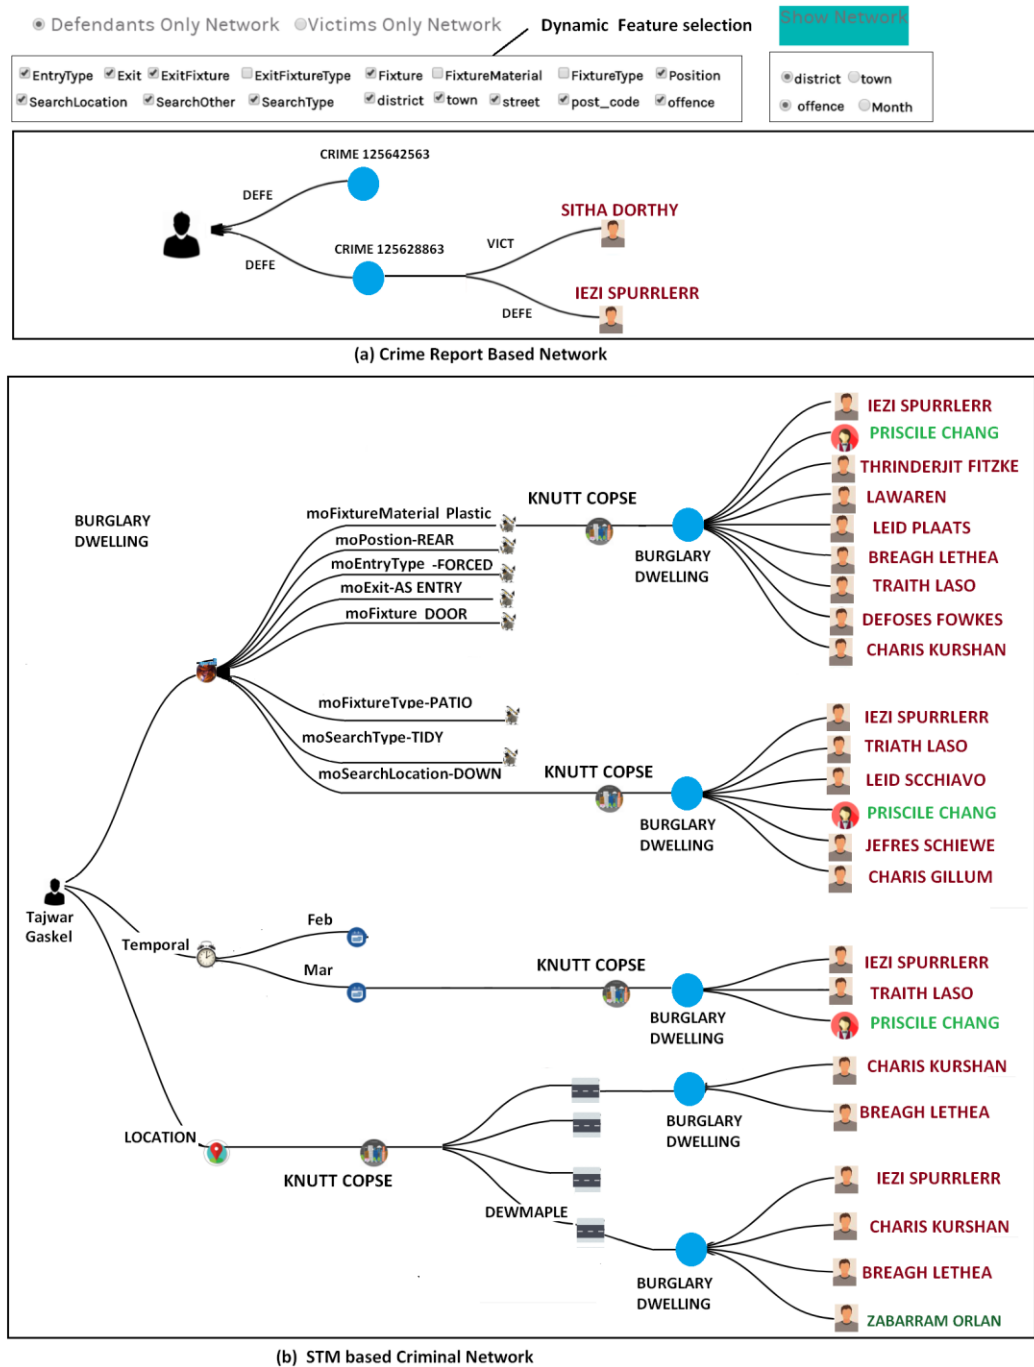 Defendants Only Network Victims Only Network Dynamic Feature selection Show Network
EntryType Exit ExitFixture ExitFixtureType Fixture FixtureMaterial FixtureType Position
SearchLocation SearchOther SearchType district town street post_code offence
district town
offence Month
CRIME 125642563
DEFE
SITHA DORTHY
CRIME 125628863
VICT
DEFE
IEZI SPURRLERR
DEFE
(a) Crime Report Based Network
BURGLARY
DWELLING
moFixtureMaterial Plastic
moPostion-REAR
moEntryType -FORCED
moExit-AS ENTRY
moFixture DOOR
KNUTT COPSE
BURGLARY
DWELLING
IEZI SPURRLERR
PRISCILE CHANG
THRINDERJIT FITZKE
LAWAREN
LEID PLAATS
BREAGH LETHEA
TRAITH LASO
DEFOSES FOWKES
CHARIS KURSHAN
moFixtureType-PATIO
moSearchType-TIDY
moSearchLocation-DOWN
KNUTT COPSE
BURGLARY
DWELLING
IEZI SPURRLERR
TRIATH LASO
LEID SCCHIAVO
PRISCILE CHANG
JEFRES SCHIEWE
CHARIS GILLUM
Tajwar
Gaskel
Temporal
Feb
Mar
KNUTT COPSE
BURGLARY
DWELLING
IEZI SPURRLERR
TRAITH LASO
PRISCILE CHANG
LOCATION
KNUTT COPSE
BURGLARY
DWELLING
CHARIS KURSHAN
BREAGH LETHEA
DEWMAPLE
BURGLARY
DWELLING
IEZI SPURRLERR
CHARIS KURSHAN
BREAGH LETHEA
ZABARRAM ORLAN
(b) STM based Criminal Network